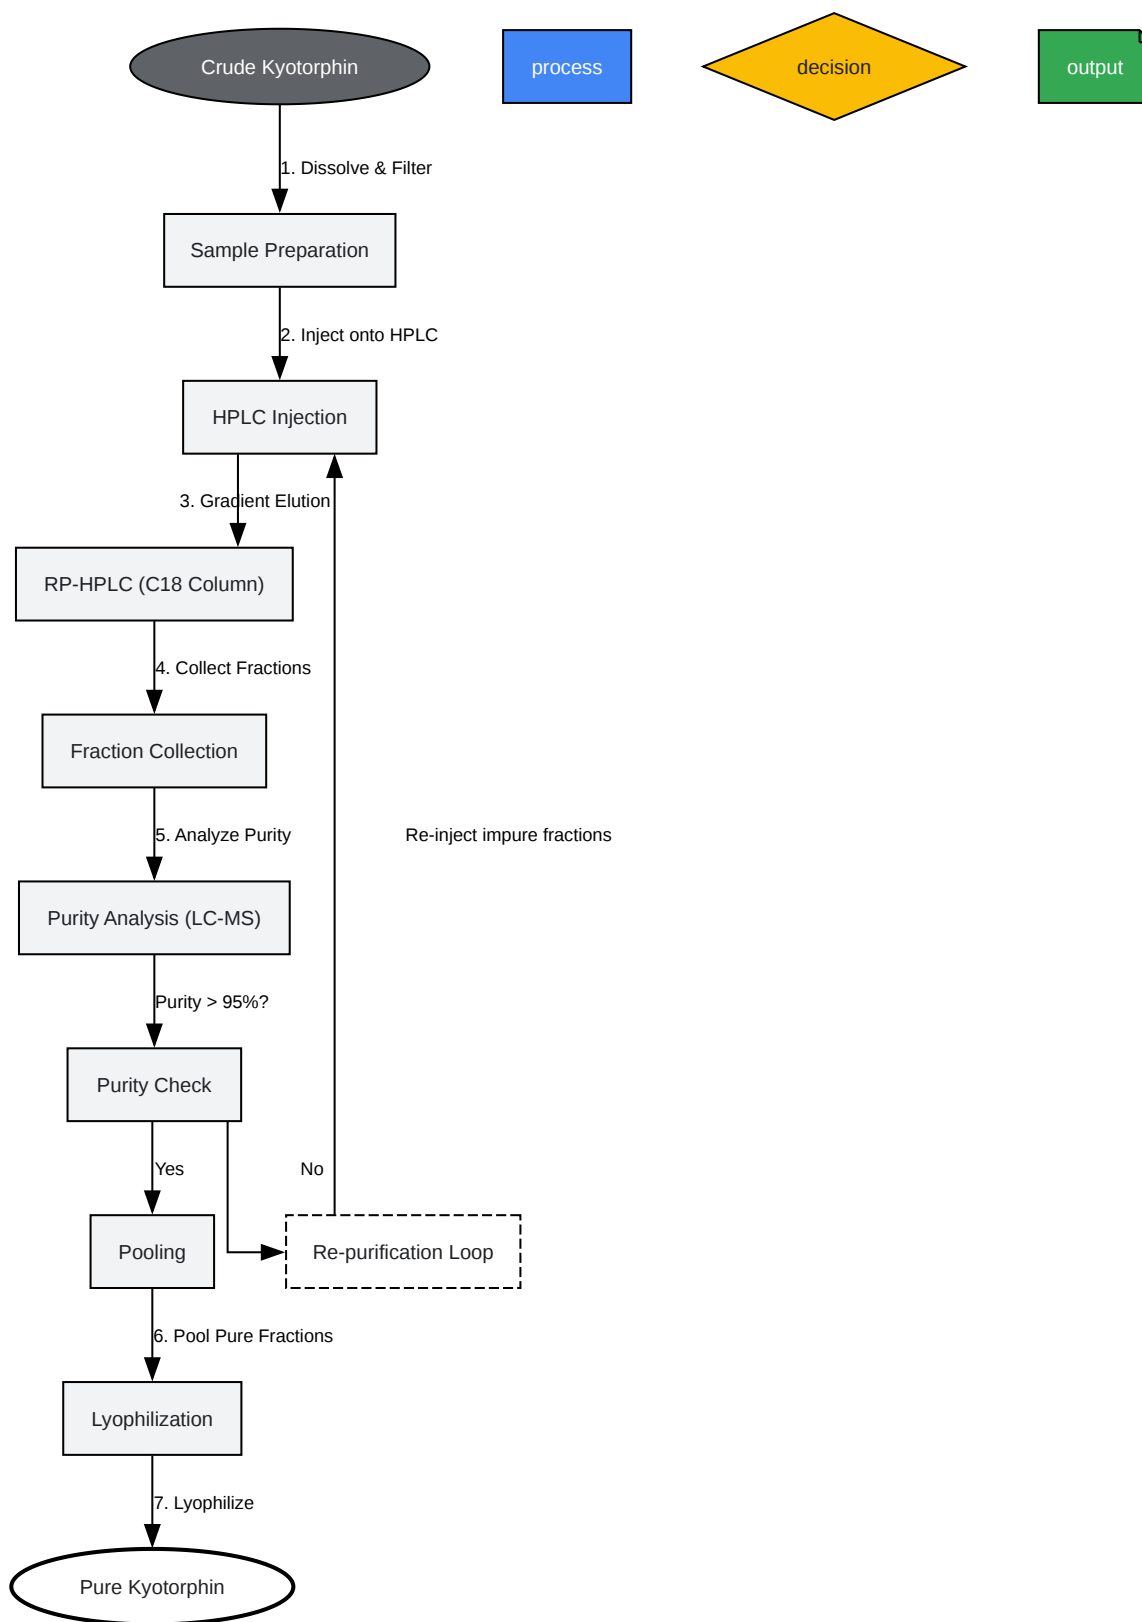 Crude Kyotorphin
process
decision
output
1. Dissolve & Filter
Sample Preparation
2. Inject onto HPLC
HPLC Injection
3. Gradient Elution
RP-HPLC (C18 Column)
4. Collect Fractions
Fraction Collection
5. Analyze Purity
Re-inject impure fractions
Purity Analysis (LC-MS)
Purity > 95%?
Purity Check
Yes
No
Pooling
Re-purification Loop
6. Pool Pure Fractions
Lyophilization
7. Lyophilize
Pure Kyotorphin